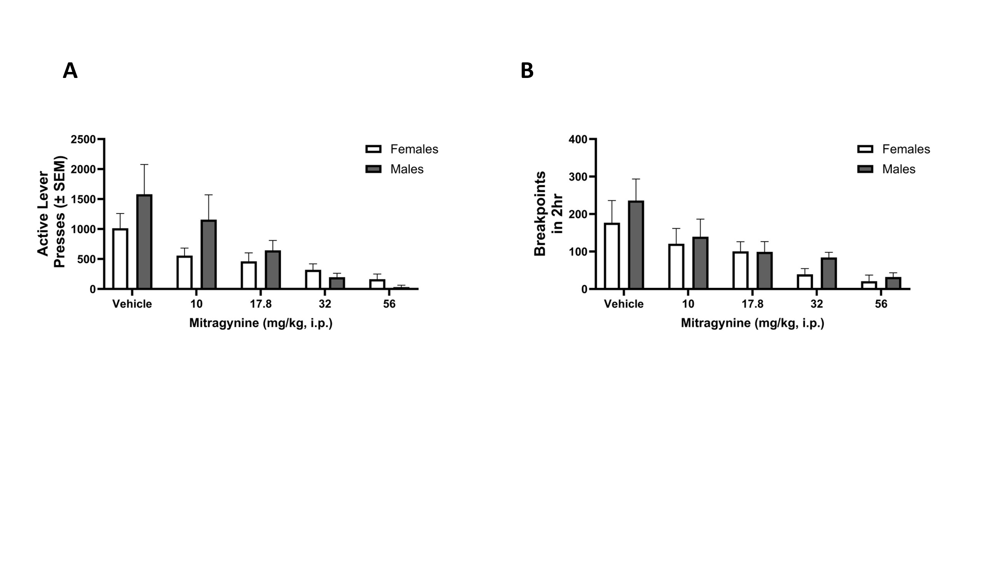 A
2500
2000
1500
1000
500
0
Active Lever
Presses (± SEM)
Females
Males
Vehicle 10 17.8 32 56
Mitragynine (mg/kg, i.p.)
B
400
300
200
100
0
Breakpoints
in 2hr
Females
Males
Vehicle 10 17.8 32 56
Mitragynine (mg/kg, i.p.)